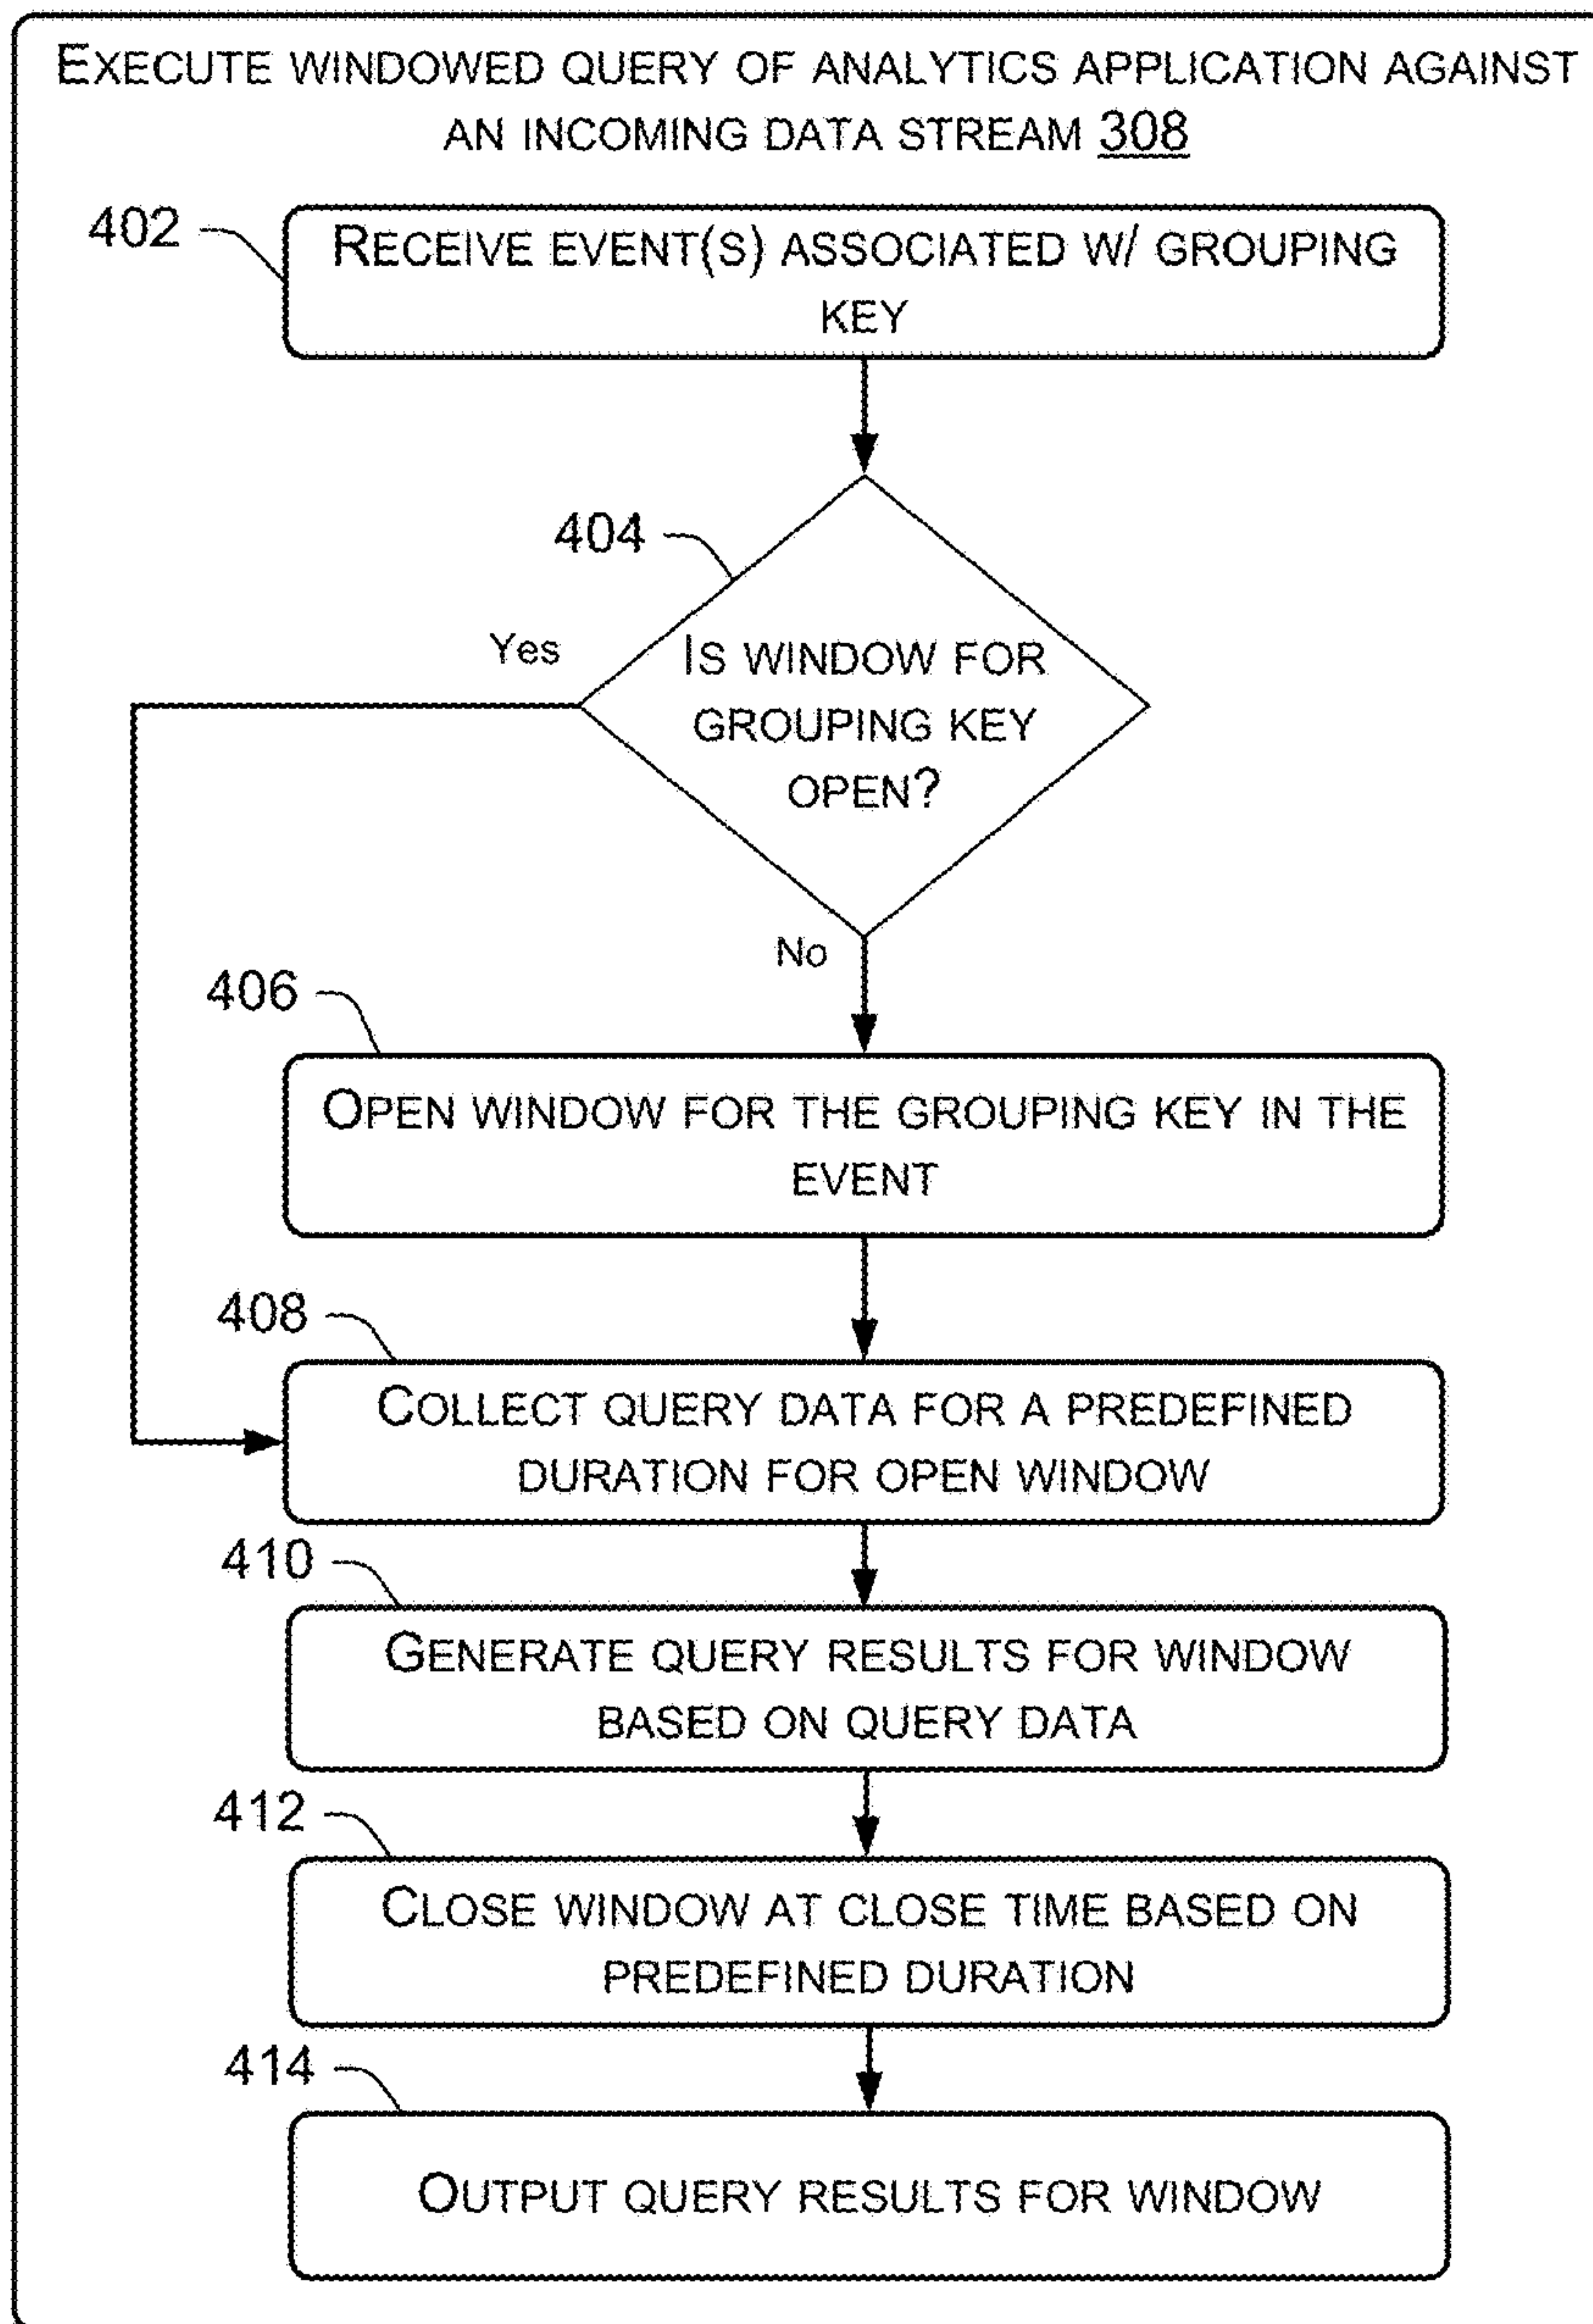 EXECUTE WINDOWED QUERY OF ANALYTICS APPLICATION AGAINST
AN INCOMING DATA STREAM 308
402
RECEIVE EVENT(S) ASSOCIATED W/ GROUPING
KEY
404
Yes
IS WINDOW FOR
GROUPING KEY
OPEN?
No
406
OPEN WINDOW FOR THE GROUPING KEY IN THE
EVENT
408
COLLECT QUERY DATA FOR A PREDEFINED
DURATION FOR OPEN WINDOW
410
GENERATE QUERY RESULTS FOR WINDOW
BASED ON QUERY DATA
412
CLOSE WINDOW AT CLOSE TIME BASED ON
PREDEFINED DURATION
414
OUTPUT QUERY RESULTS FOR WINDOW